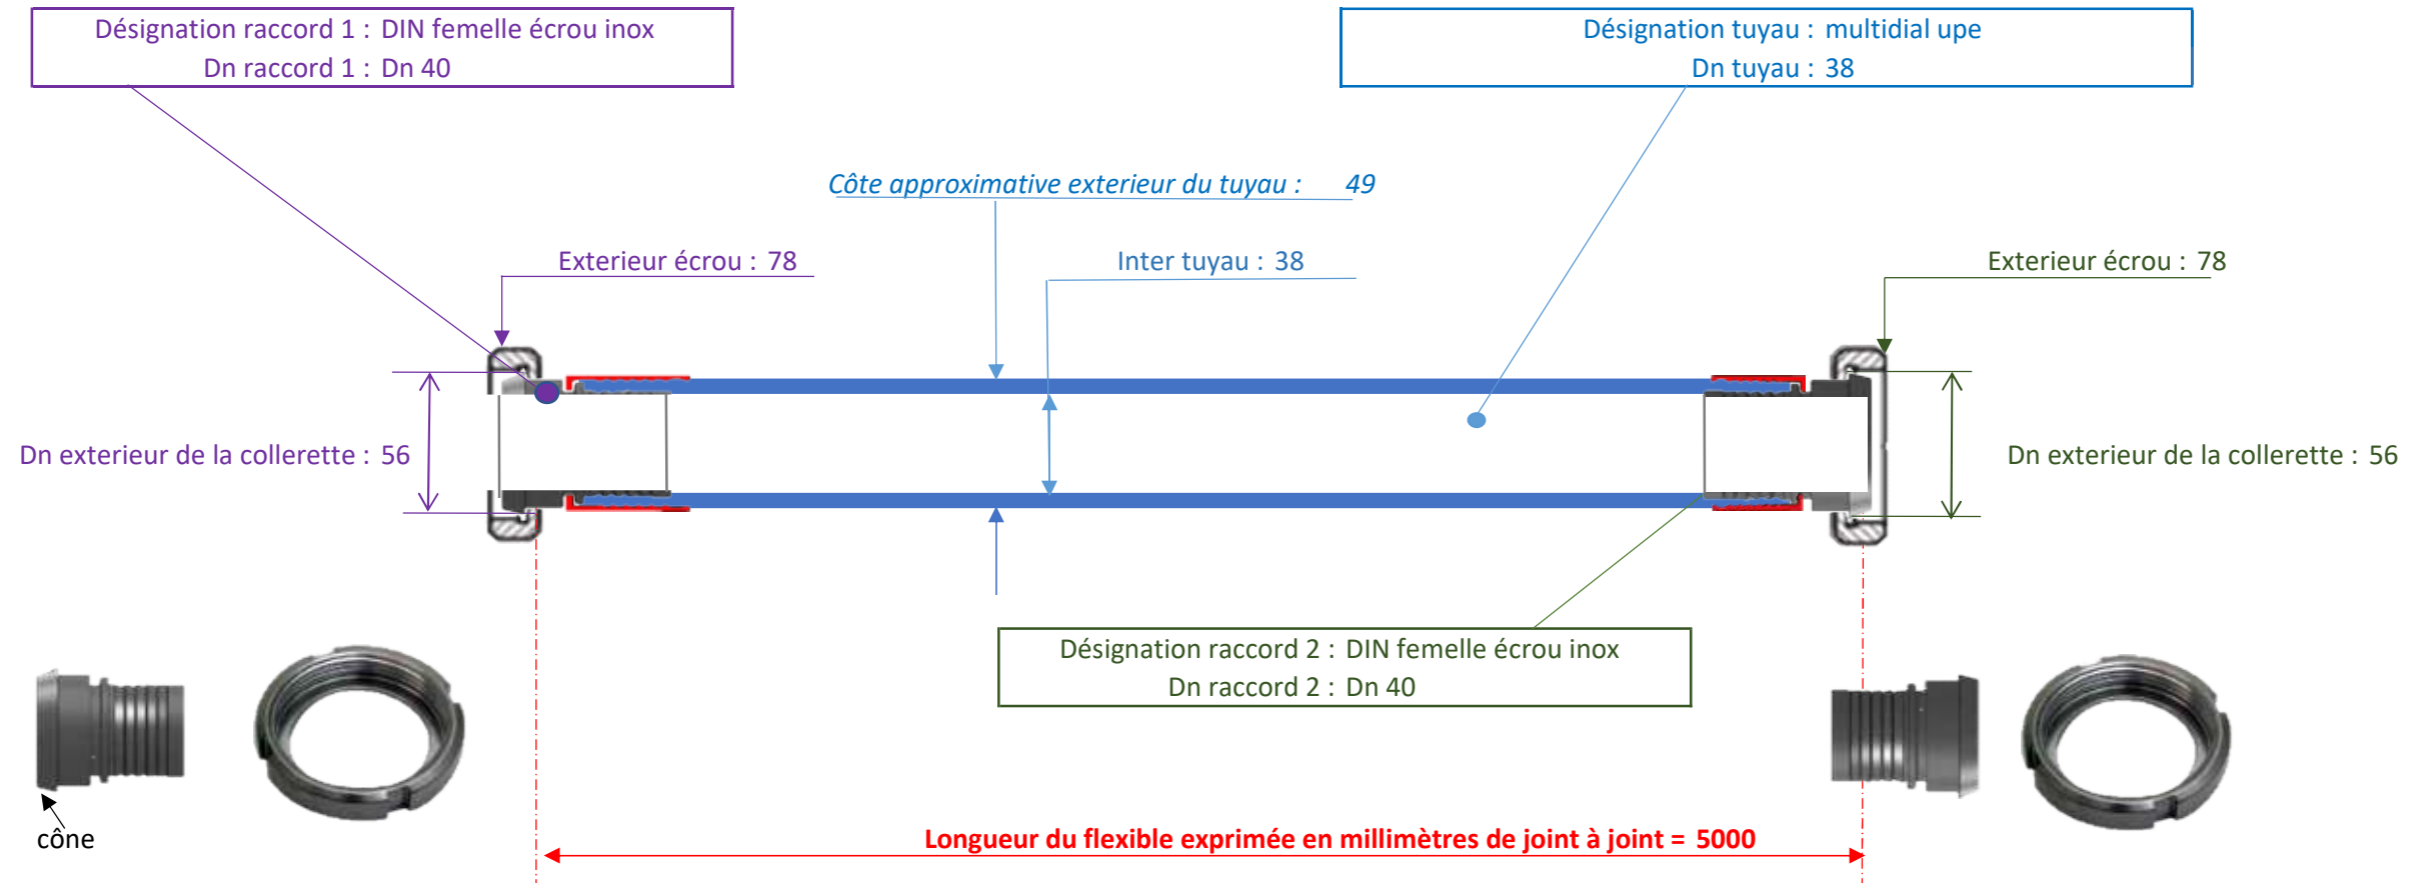 Désignation raccord 1 : DIN femelle écrou inox
Dn raccord 1 : Dn 40
Désignation tuyau : multidial upe
Dn tuyau : 38
Côte approximative exterieur du tuyau : 49
Exterieur écrou : 78
Inter tuyau : 38
Exterieur écrou : 78
Dn exterieur de la collerette : 56
Dn exterieur de la collerette : 56
Désignation raccord 2 : DIN femelle écrou inox
Dn raccord 2 : Dn 40
cône
Longueur du flexible exprimée en millimètres de joint à joint = 5000